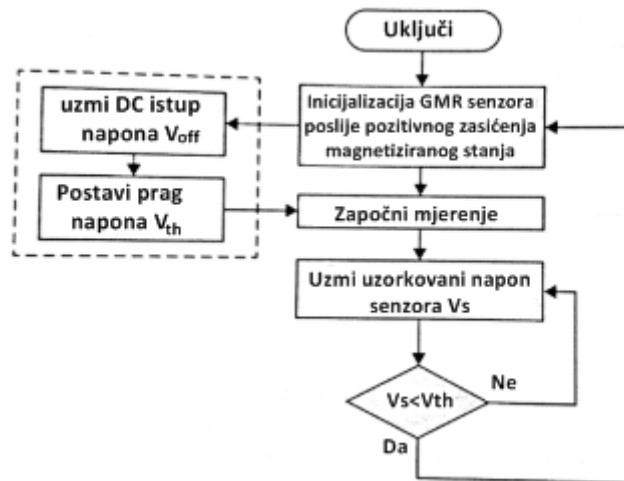 Uključi
Inicijalizacija GMR senzora
poslije pozitivnog zasićenja
magnetiziranog stanja
uzmi DC istup
napona Voff
Postavi prag
napona Vth
Započni mjerenje
Uzmi uzorkovani napon
senzora Vs
Vs<Vth
Ne
Da